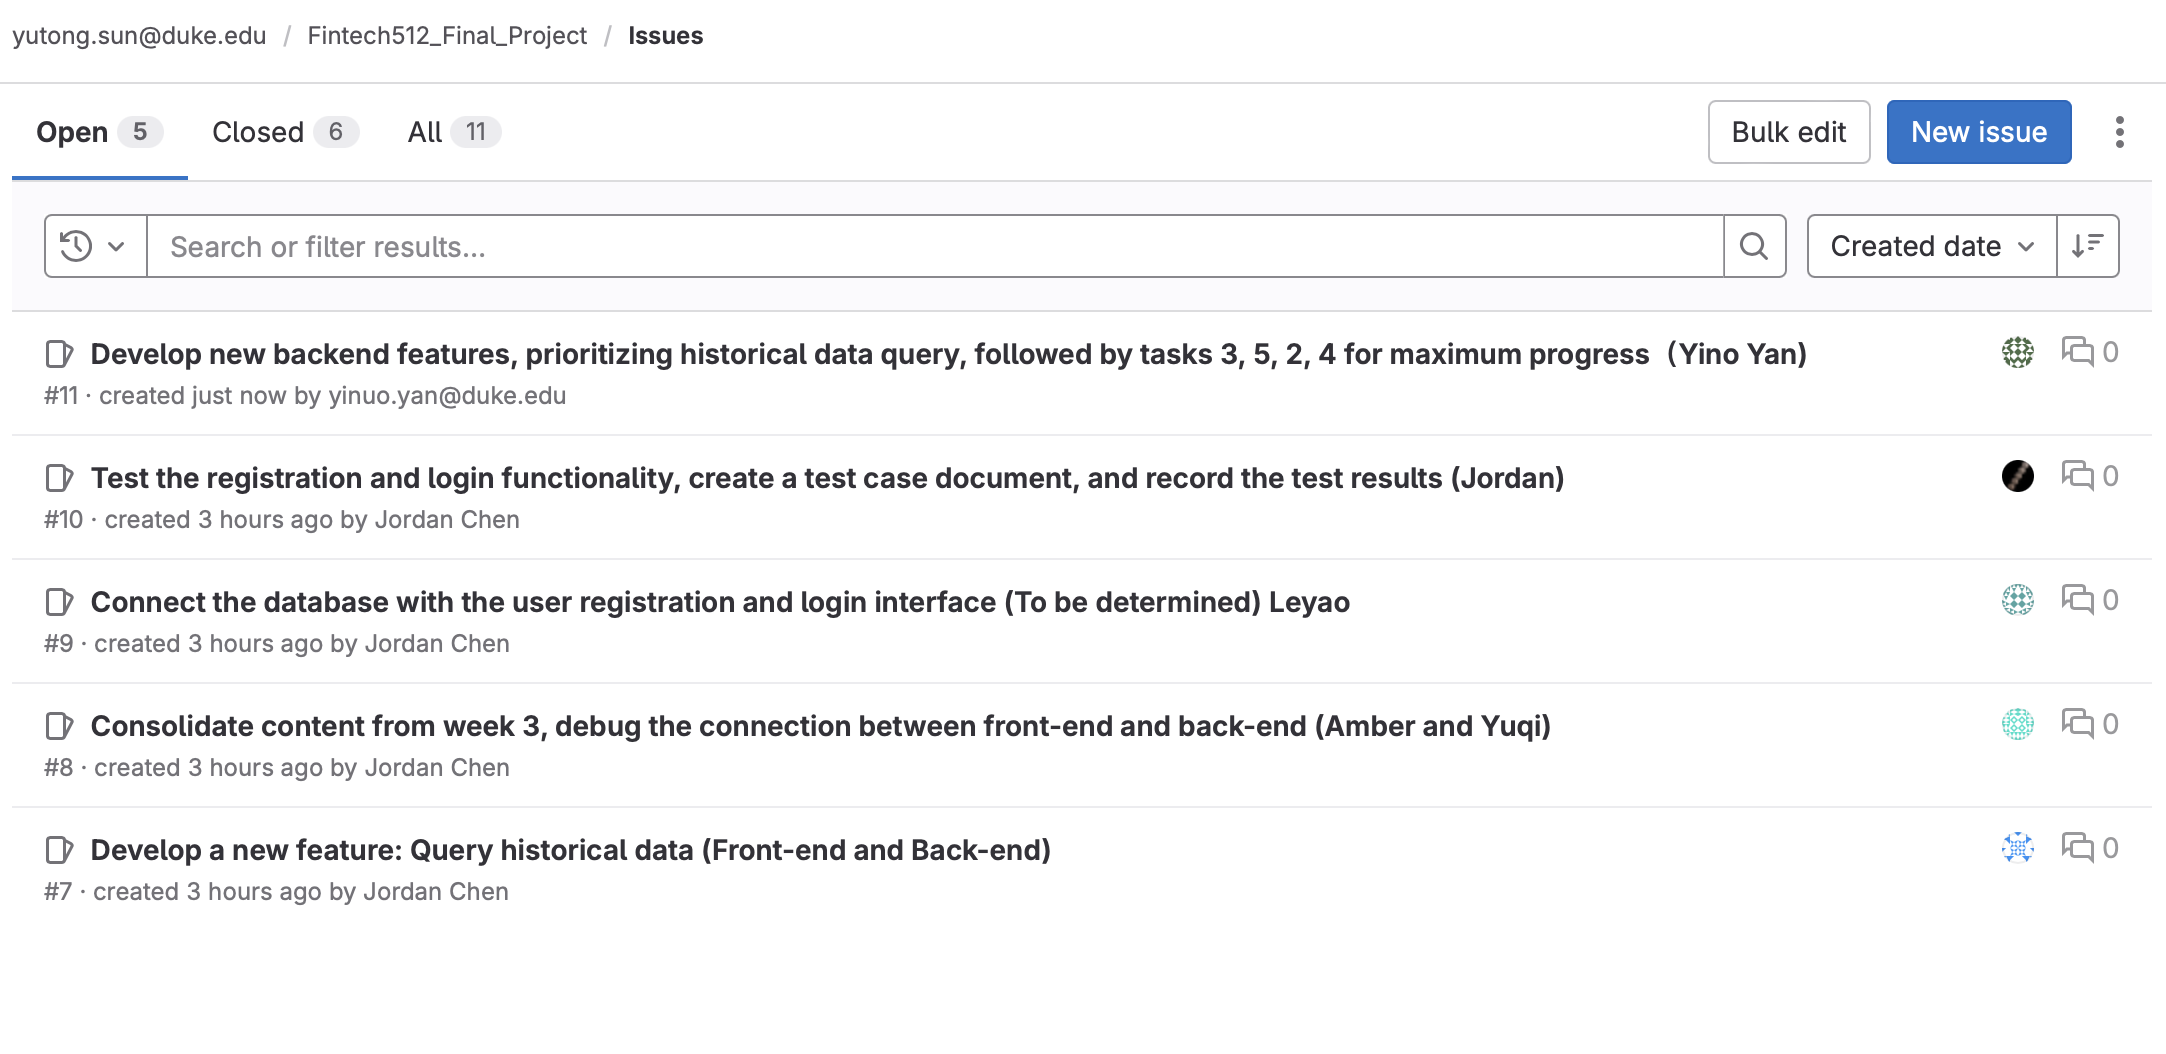 yutong.sun@duke.edu / Fintech512_Final_Project / Issues
Open 5 Closed 6 All 11 Bulk edit New issue
Search or filter results... Created date
Develop new backend features, prioritizing historical data query, followed by tasks 3, 5, 2, 4 for maximum progress（Yino Yan)
0
#11 · created just now by yinuo.yan@duke.edu
Test the registration and login functionality, create a test case document, and record the test results (Jordan)
0
#10 · created 3 hours ago by Jordan Chen
Connect the database with the user registration and login interface (To be determined) Leyao
0
#9 · created 3 hours ago by Jordan Chen
Consolidate content from week 3, debug the connection between front-end and back-end (Amber and Yuqi)
0
#8 · created 3 hours ago by Jordan Chen
Develop a new feature: Query historical data (Front-end and Back-end)
0
#7 · created 3 hours ago by Jordan Chen